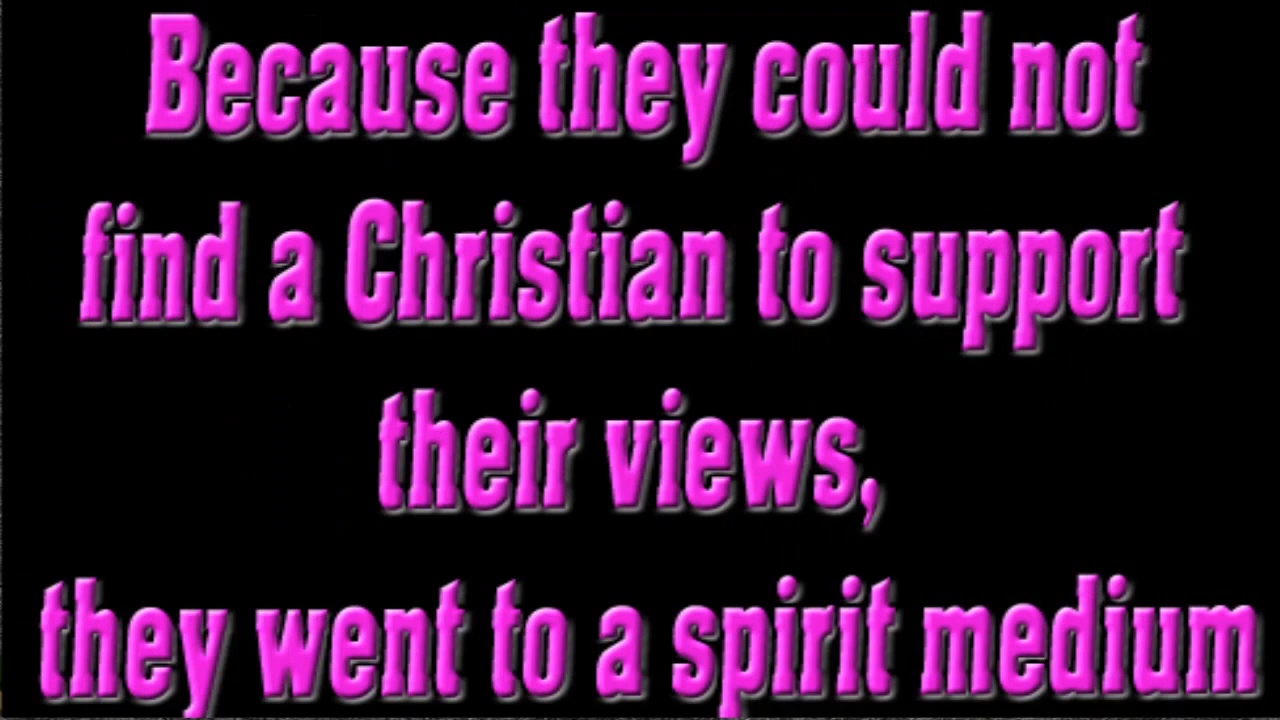 Because they could not
find a Christian to support
their views,
they went to a spirit medium